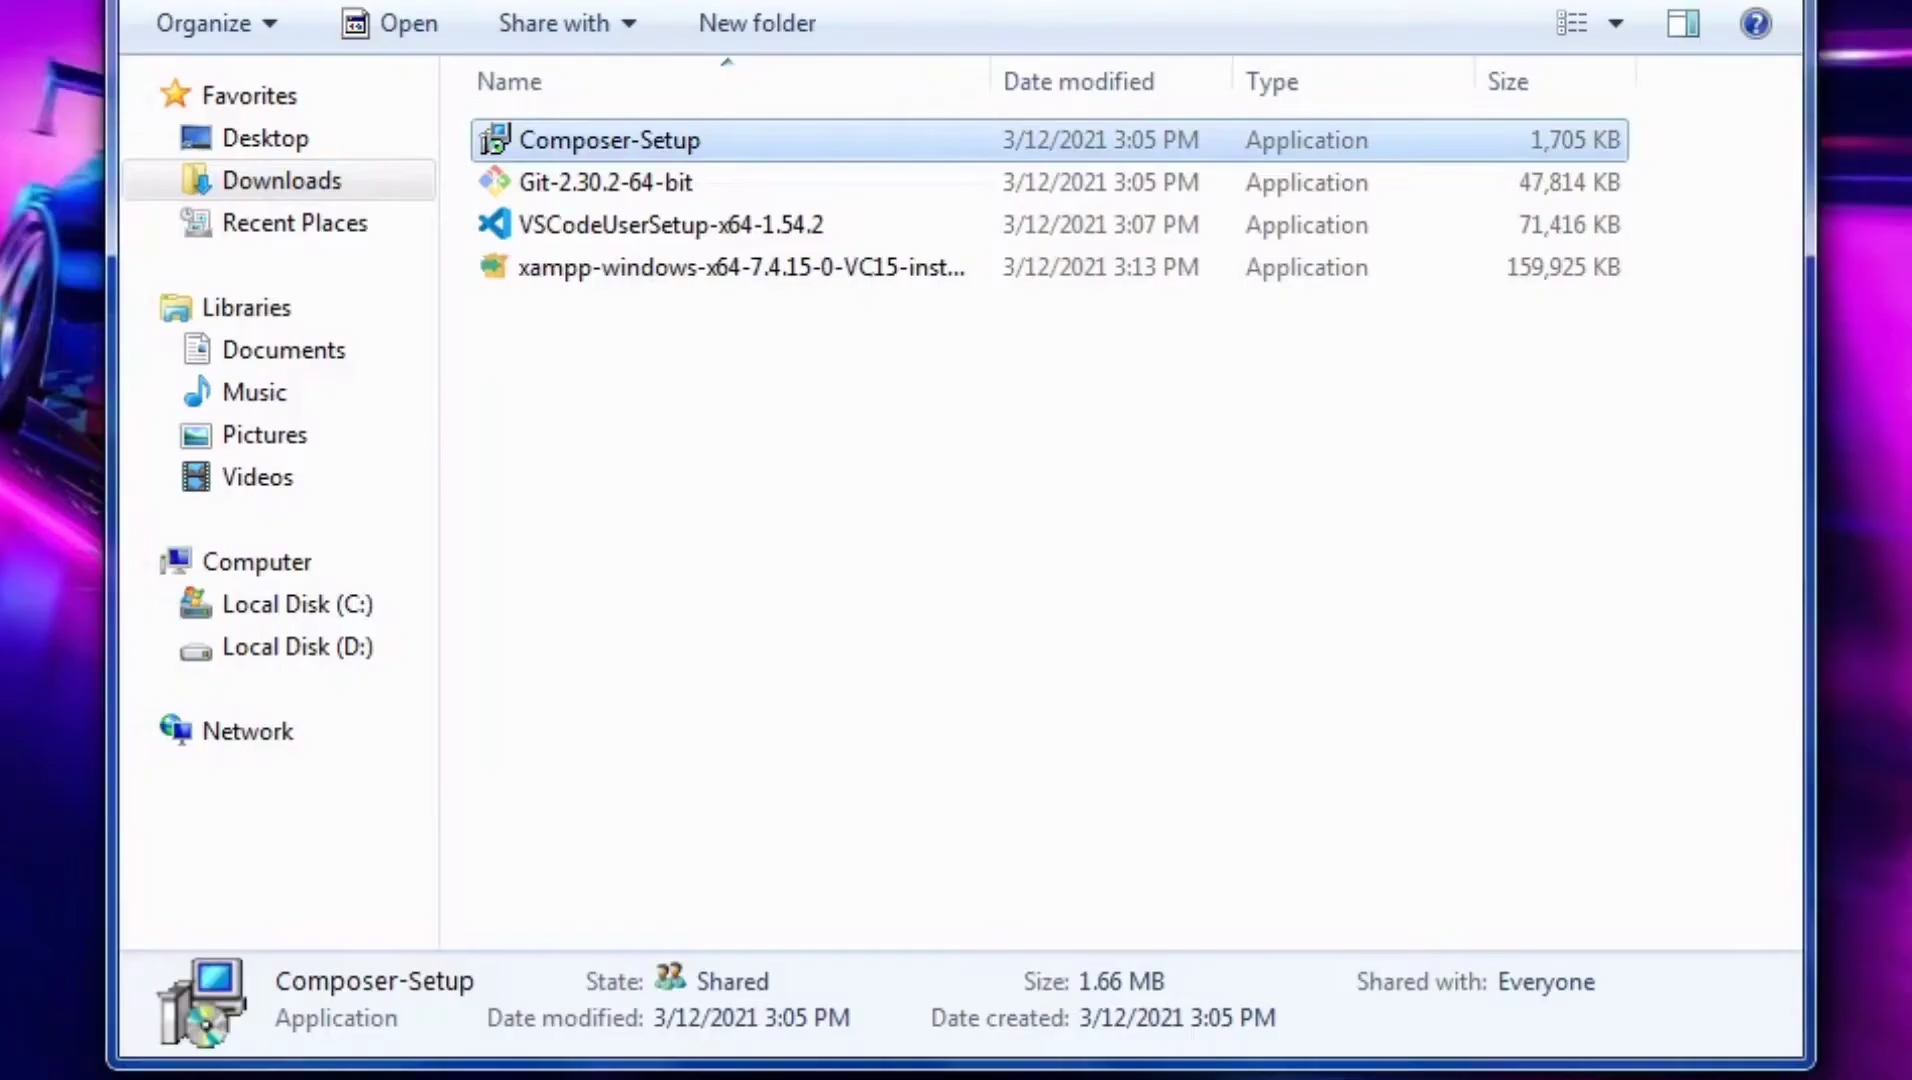 Organize Open Share with New folder
Name Date modified Type Size
Favorites
Desktop
Downloads
Recent Places
Libraries
Documents
Music
Pictures
Videos
Computer
Local Disk (C:)
Local Disk (D:)
Network
Composer-Setup 3/12/2021 3:05 PM Application 1,705 KB
Git-2.30.2-64-bit 3/12/2021 3:05 PM Application 47,814 KB
VSCodeUserSetup-x64-1.54.2 3/12/2021 3:07 PM Application 71,416 KB
xampp-windows-x64-7.4.15-0-VC15-inst... 3/12/2021 3:13 PM Application 159,925 KB
Composer-Setup State: Shared Size: 1.66 MB Shared with: Everyone
Application Date modified: 3/12/2021 3:05 PM Date created: 3/12/2021 3:05 PM